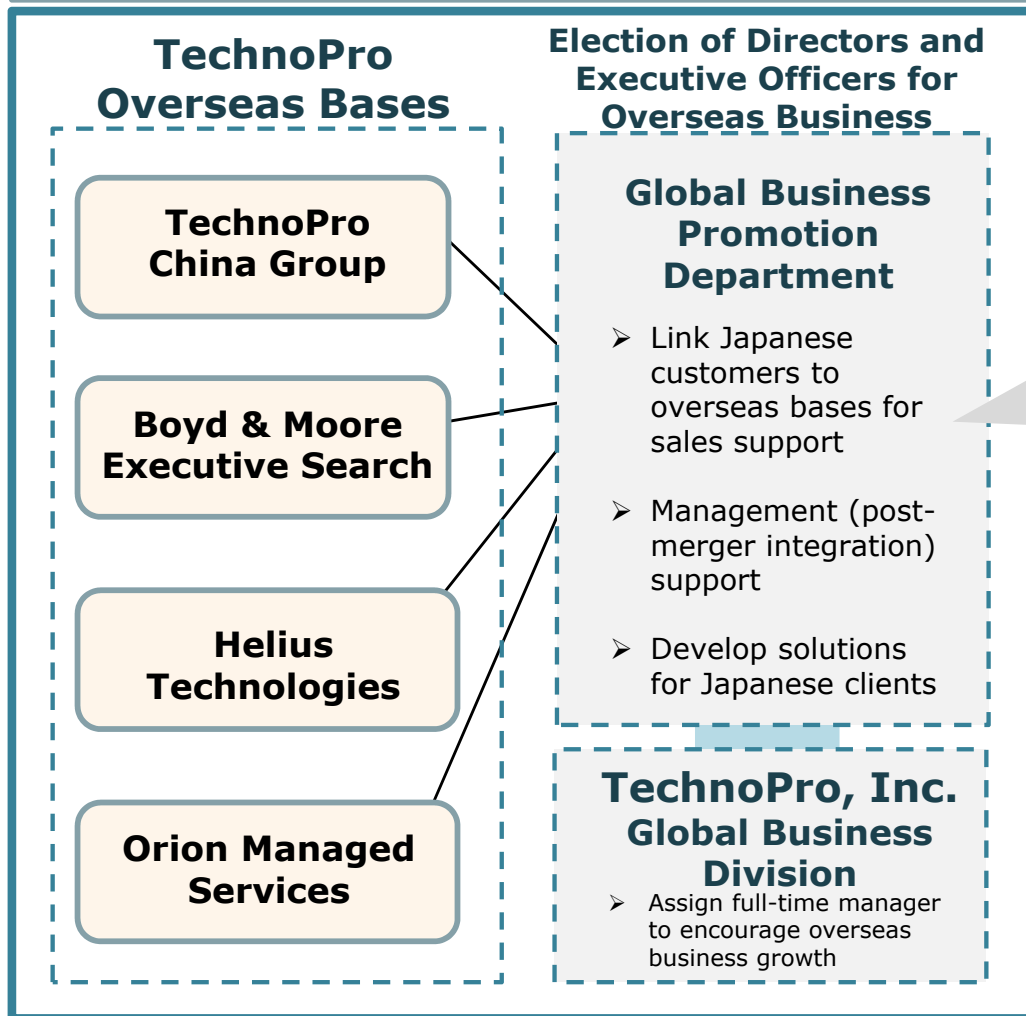 TechnoPro
Overseas Bases
TechnoPro
China Group
Boyd & Moore
Executive Search
Helius
Technologies
Orion Managed
Services
Election of Directors and
Executive Officers for
Overseas Business
Global Business
Promotion
Department
➢ Link Japanese
customers to
overseas bases for
sales support
➢ Management (post-
merger integration)
support
➢ Develop solutions
for Japanese clients
TechnoPro, Inc.
Global Business
Division
➢ Assign full-time manager
to encourage overseas
business growth